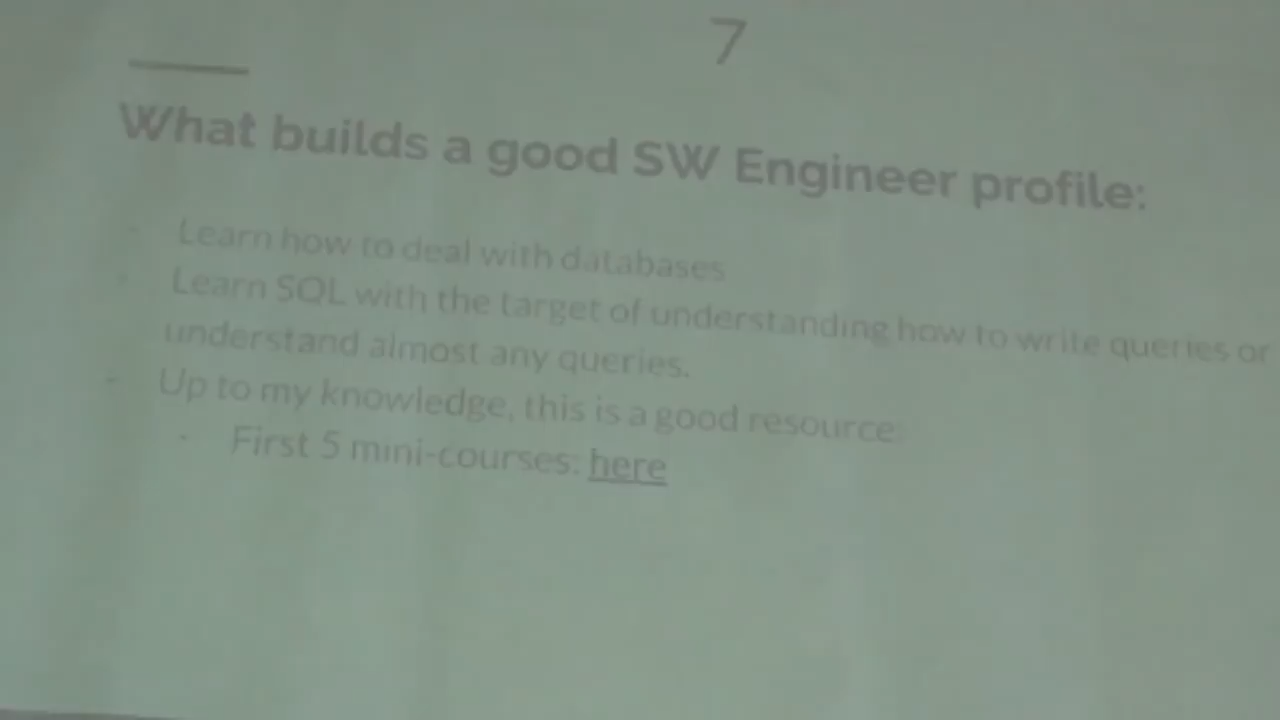 7
What builds a good SW Engineer profile:
- Learn how to deal with databases
- Learn SQL with the target of understanding how to write queries or
understand almost any queries.
- Up to my knowledge, this is a good resource:
- First 5 mini-courses: here